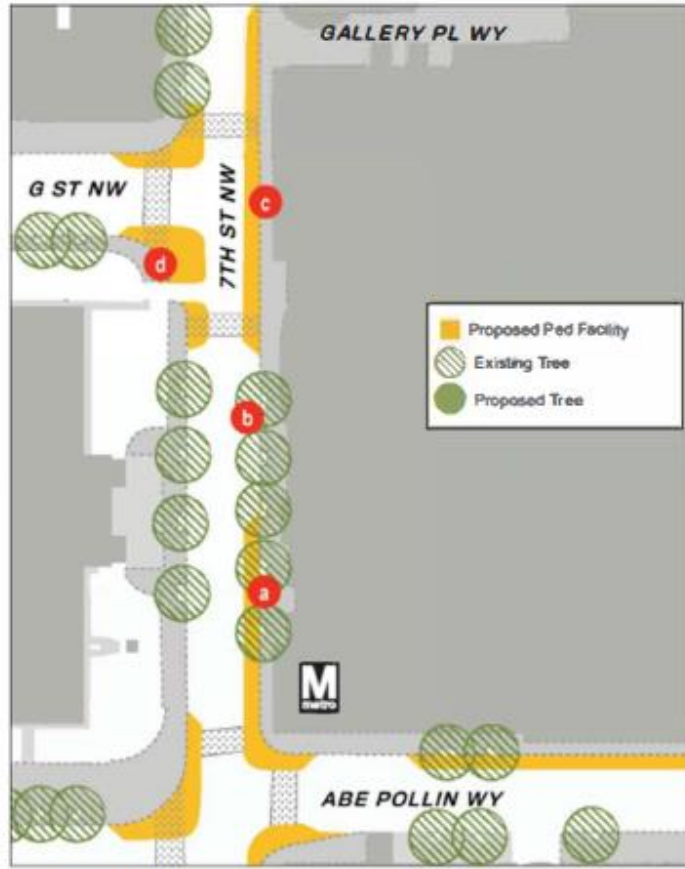 GALLERY PL WY
G ST NW
7TH ST NW
c
d
Proposed Ped Facility
Existing Tree
Proposed Tree
b
a
M
metro
ABE POLLIN WY